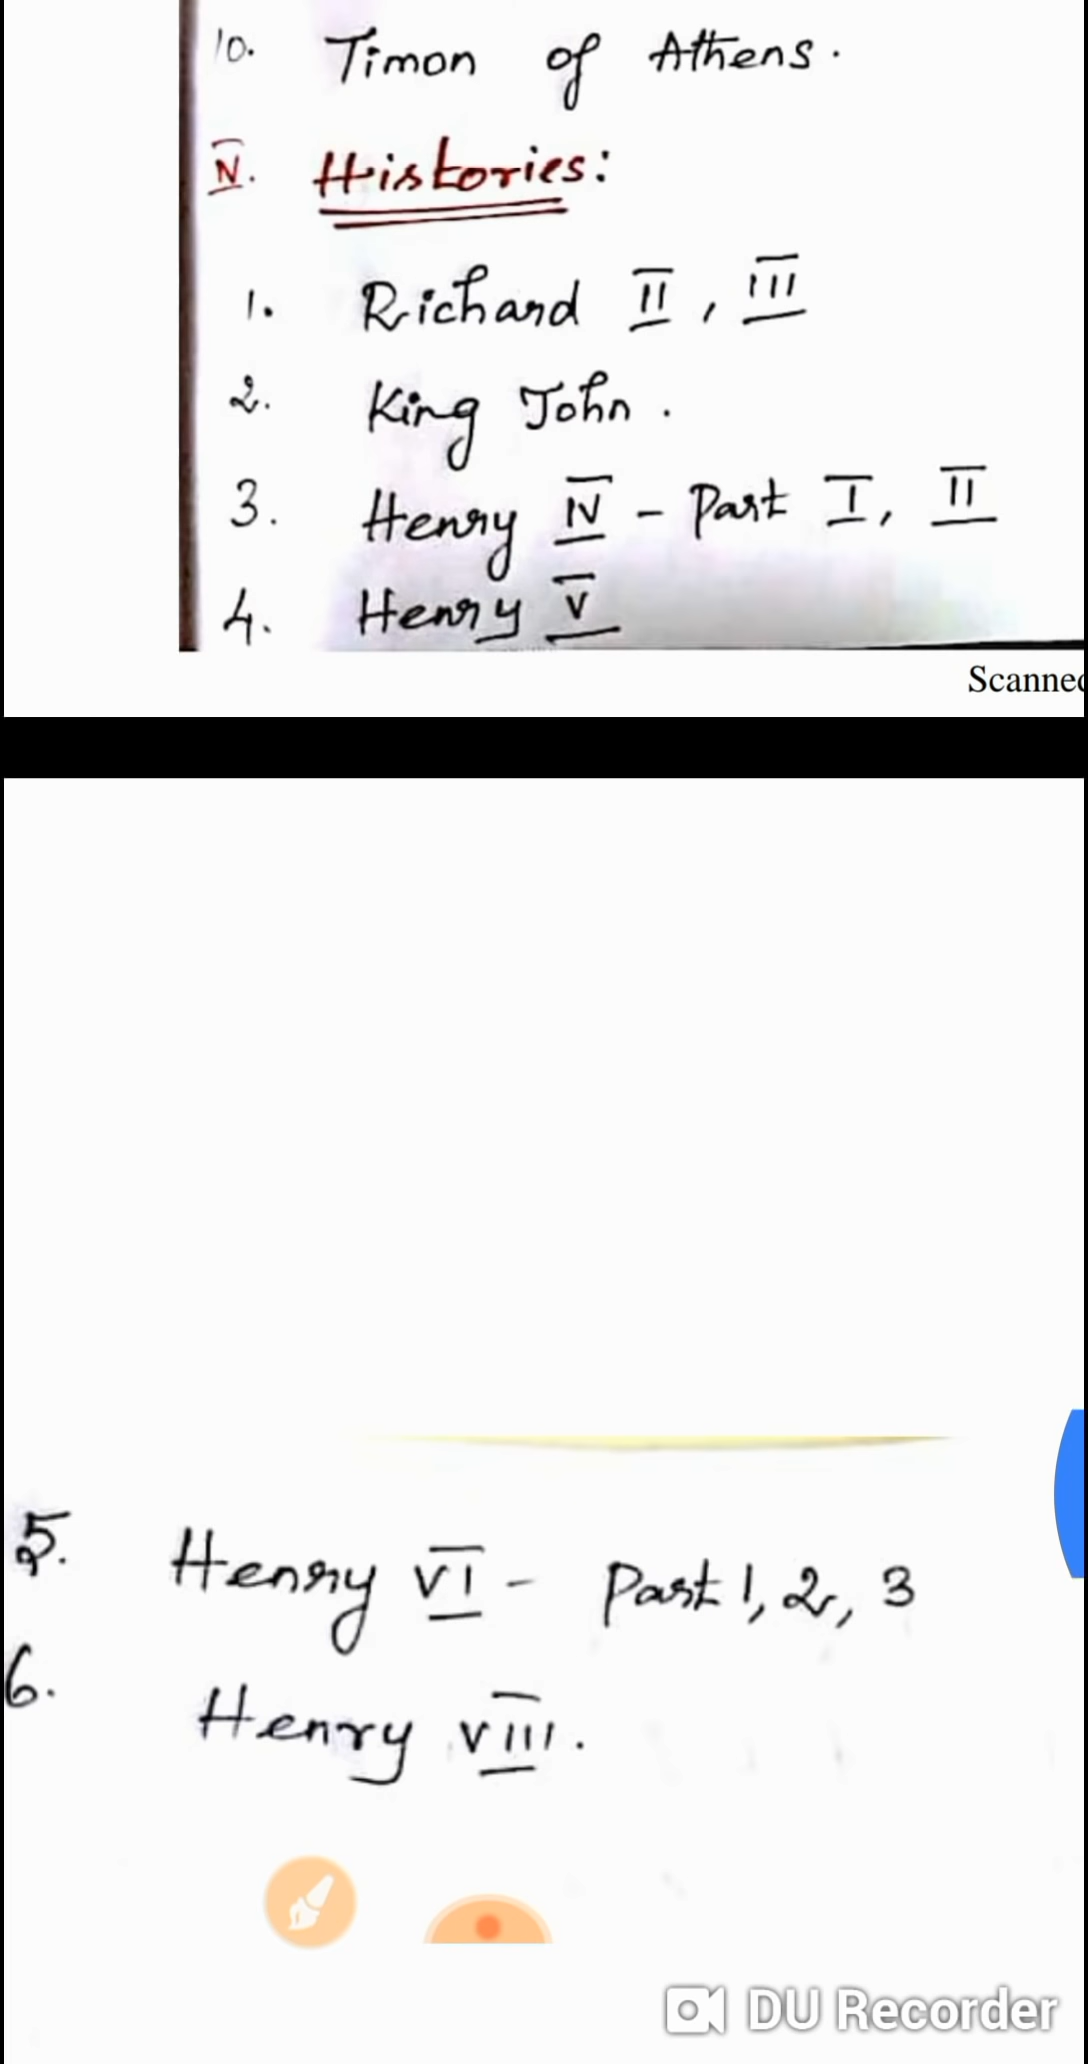 10. Timon of Athens.
IV. Histories:
1. Richard II, III
2. King John.
3. Henry IV - Part I, II
4. Henry V
Scanned
5. Henry VI - Part 1, 2, 3
6. Henry VIII.
DU Recorder